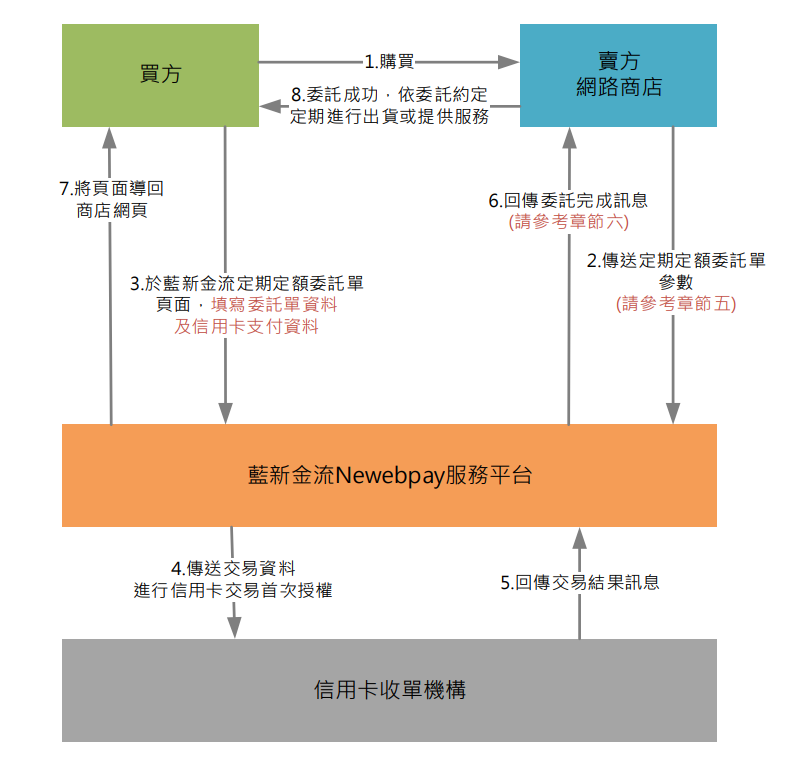 買方
1.購買
賣方
網路商店
8.委託成功，依委託約定
定期進行出貨或提供服務
7.將頁面導回
商店網頁
6.回傳委託完成訊息
(請參考章節六)
2.傳送定期定額委託單
參數
(請參考章節五)
3.於藍新金流定期定額委託單
頁面，填寫委託單資料
及信用卡支付資料
藍新金流Newebpay服務平台
4.傳送交易資料
進行信用卡交易首次授權
5.回傳交易結果訊息
信用卡收單機構